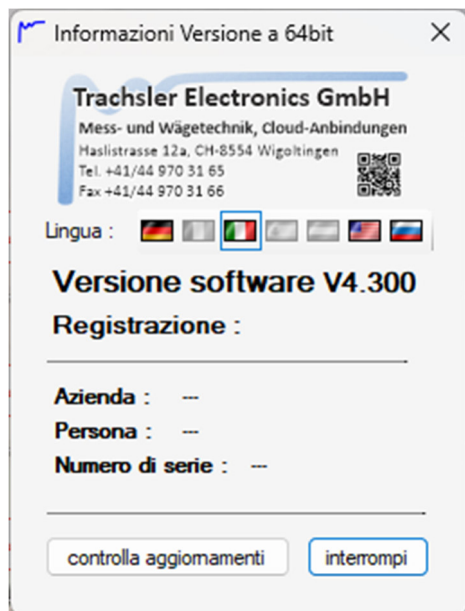 Informazioni Versione a 64bit
Trachsler Electronics GmbH
Mess- und Wägetechnik, Cloud-Anbindungen
Haslistrasse 12a, CH-8554 Wigoltingen
Tel. +41/44 970 31 65
Fax +41/44 970 31 66
Lingua :
Versione software V4.300
Registrazione :
Azienda : ---
Persona : ---
Numero di serie : ---
controlla aggiornamenti interrompi